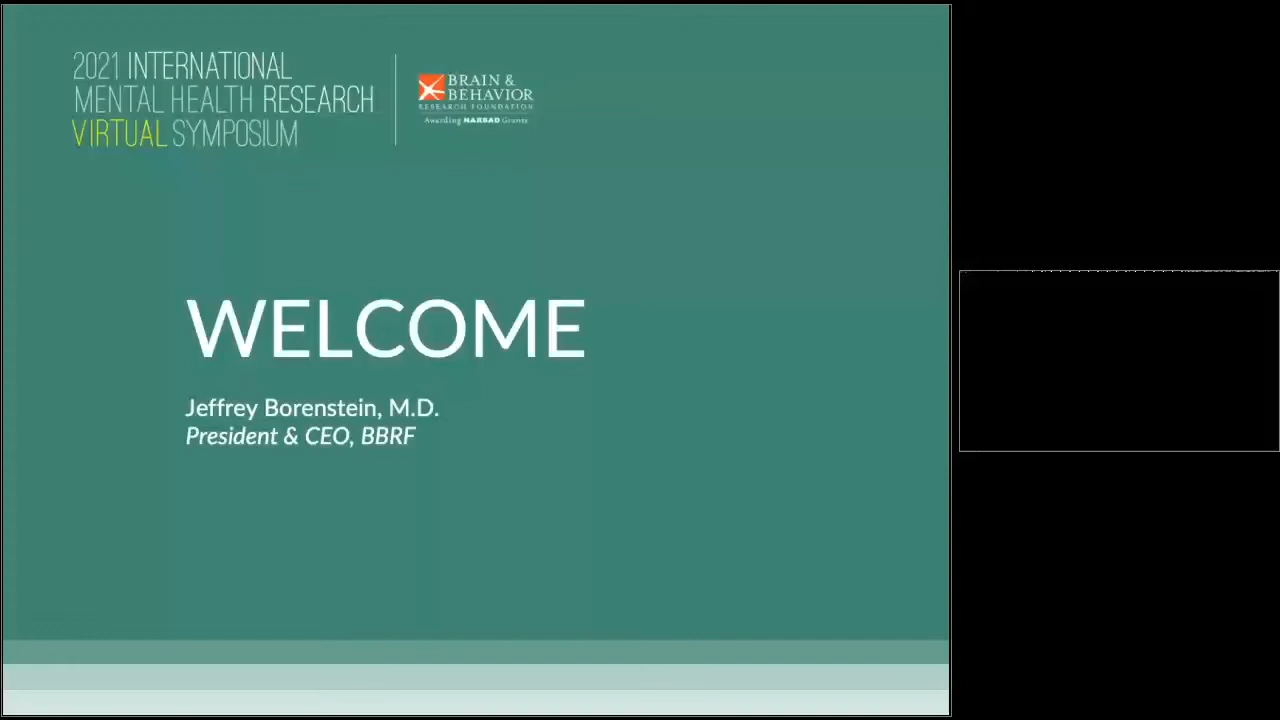 2021 INTERNATIONAL
MENTAL HEALTH RESEARCH
VIRTUAL SYMPOSIUM
BRAIN &
BEHAVIOR
RESEARCH FOUNDATION
Awarding NARSAD Grants
WELCOME
Jeffrey Borenstein, M.D.
President & CEO, BBRF